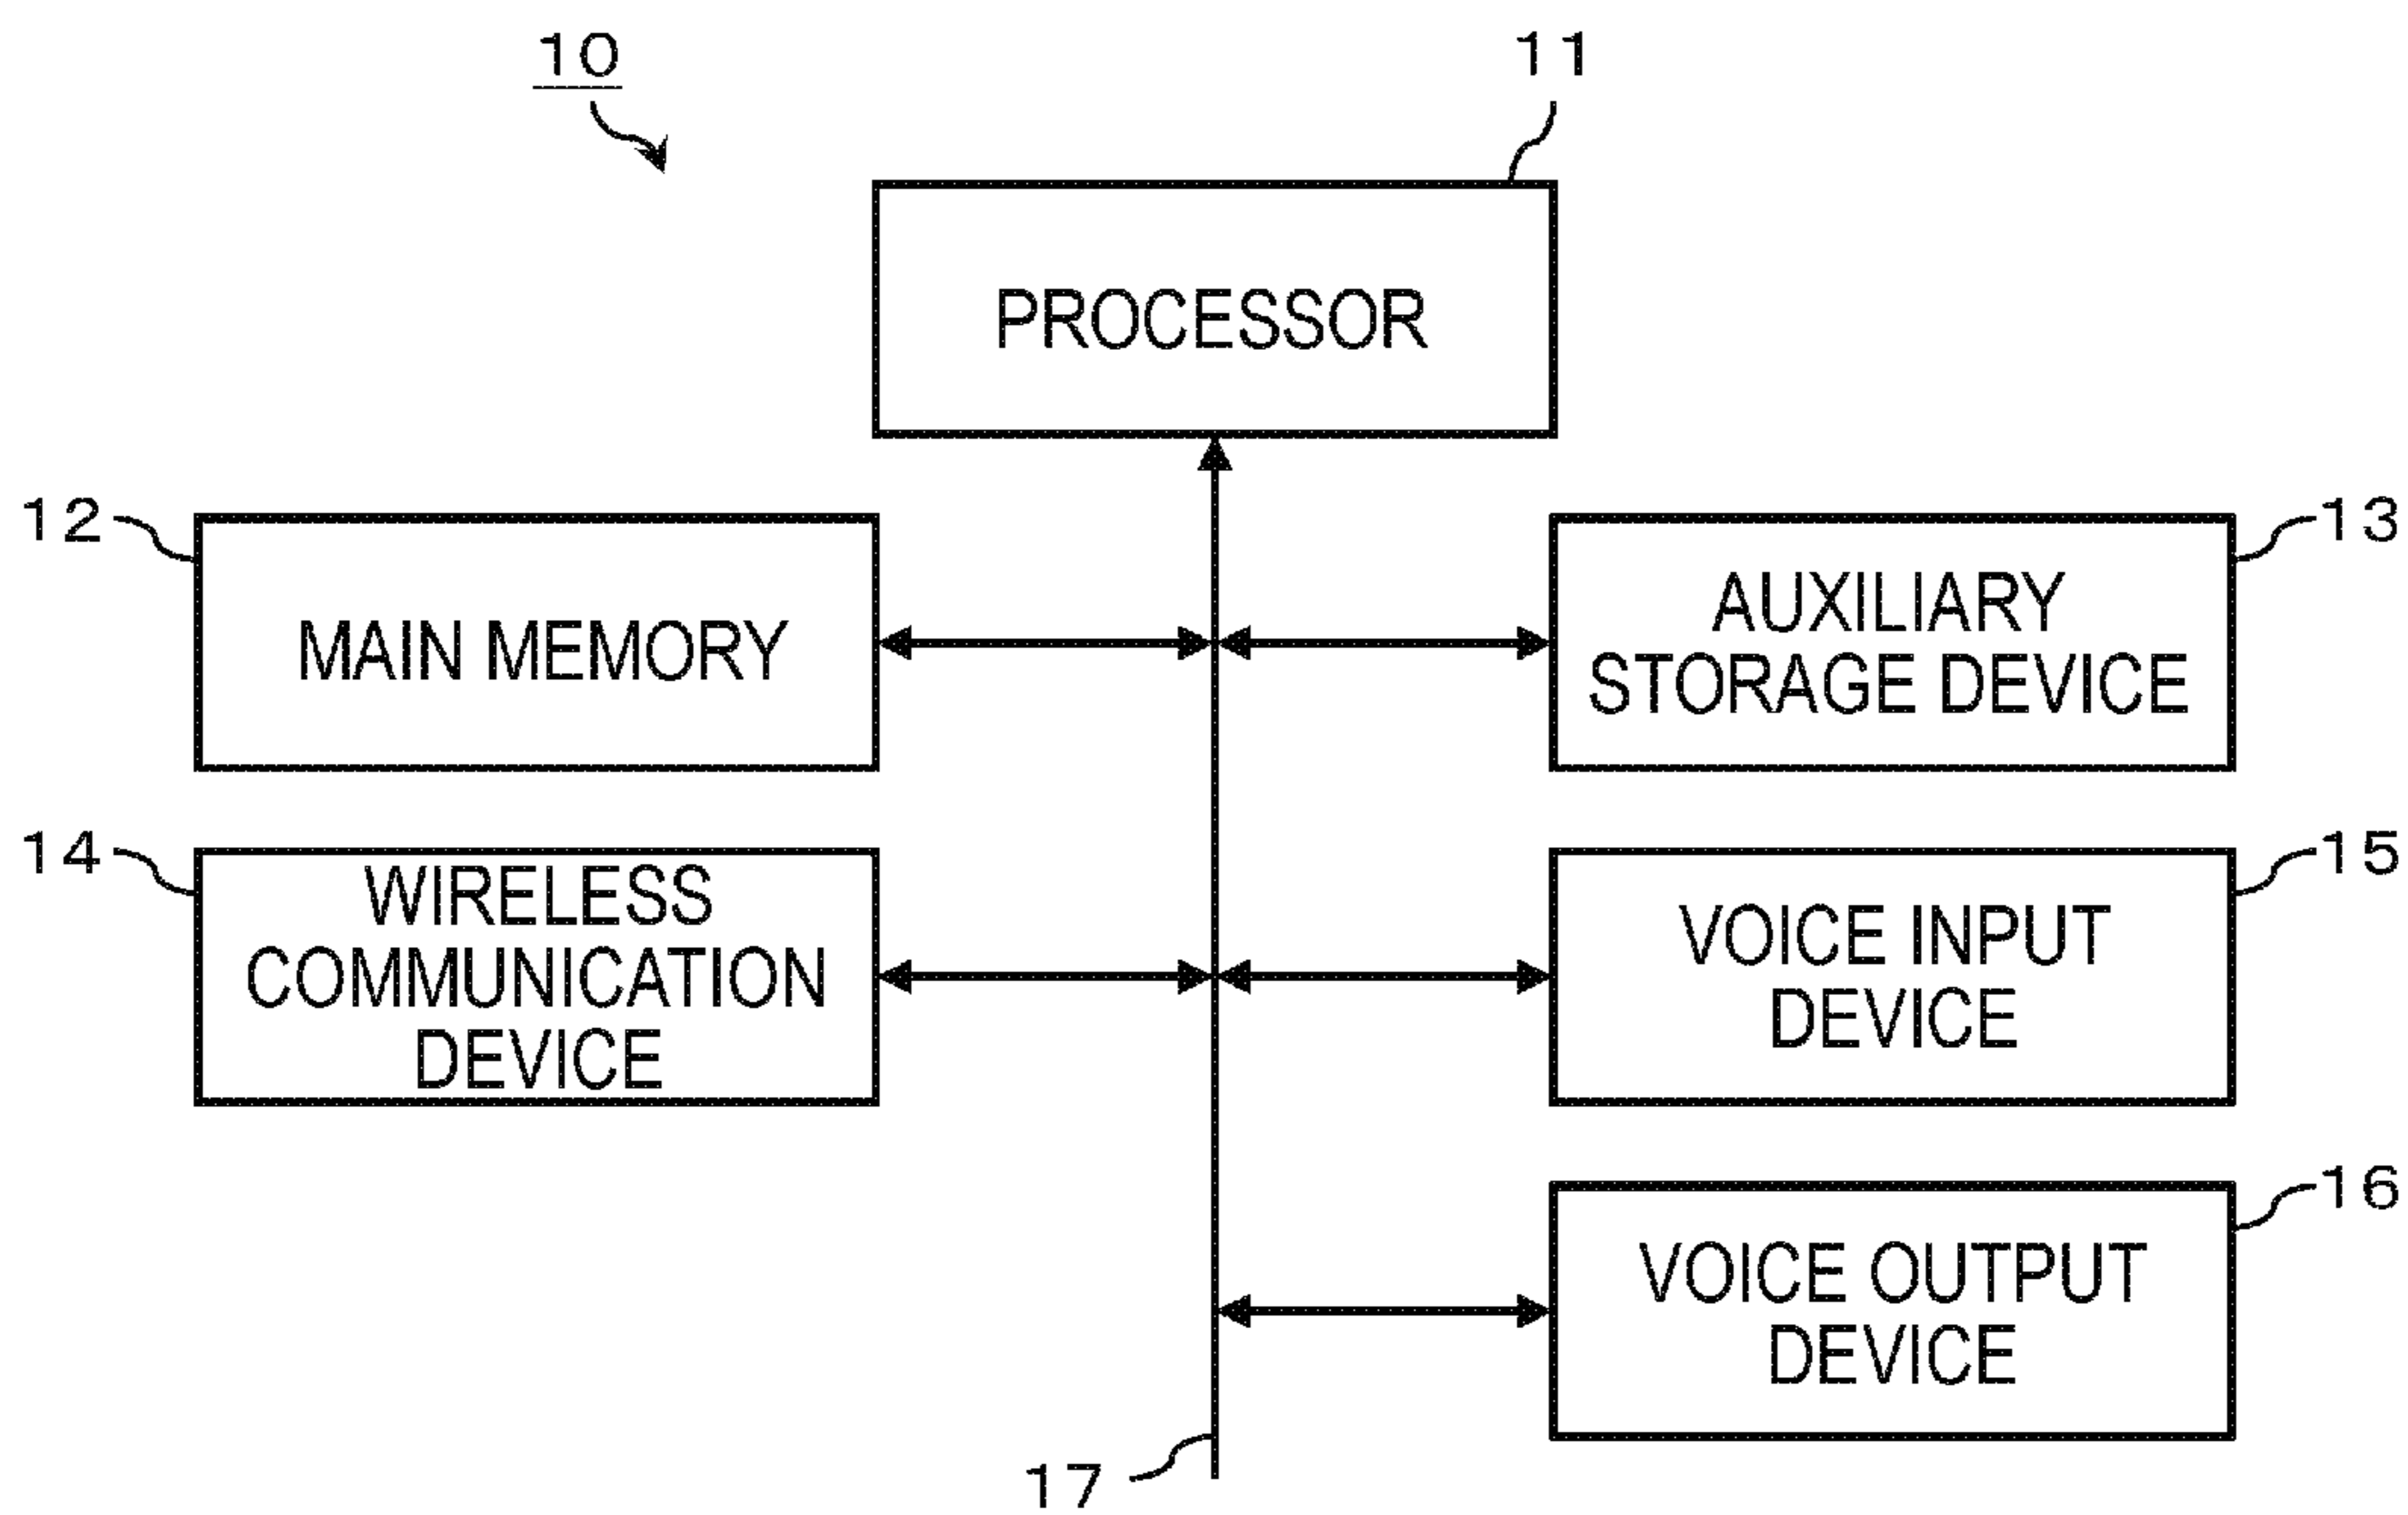 10
11
PROCESSOR
12
MAIN MEMORY
13
AUXILIARY
STORAGE DEVICE
14
WIRELESS
COMMUNICATION
DEVICE
15
VOICE INPUT
DEVICE
16
VOICE OUTPUT
DEVICE
17